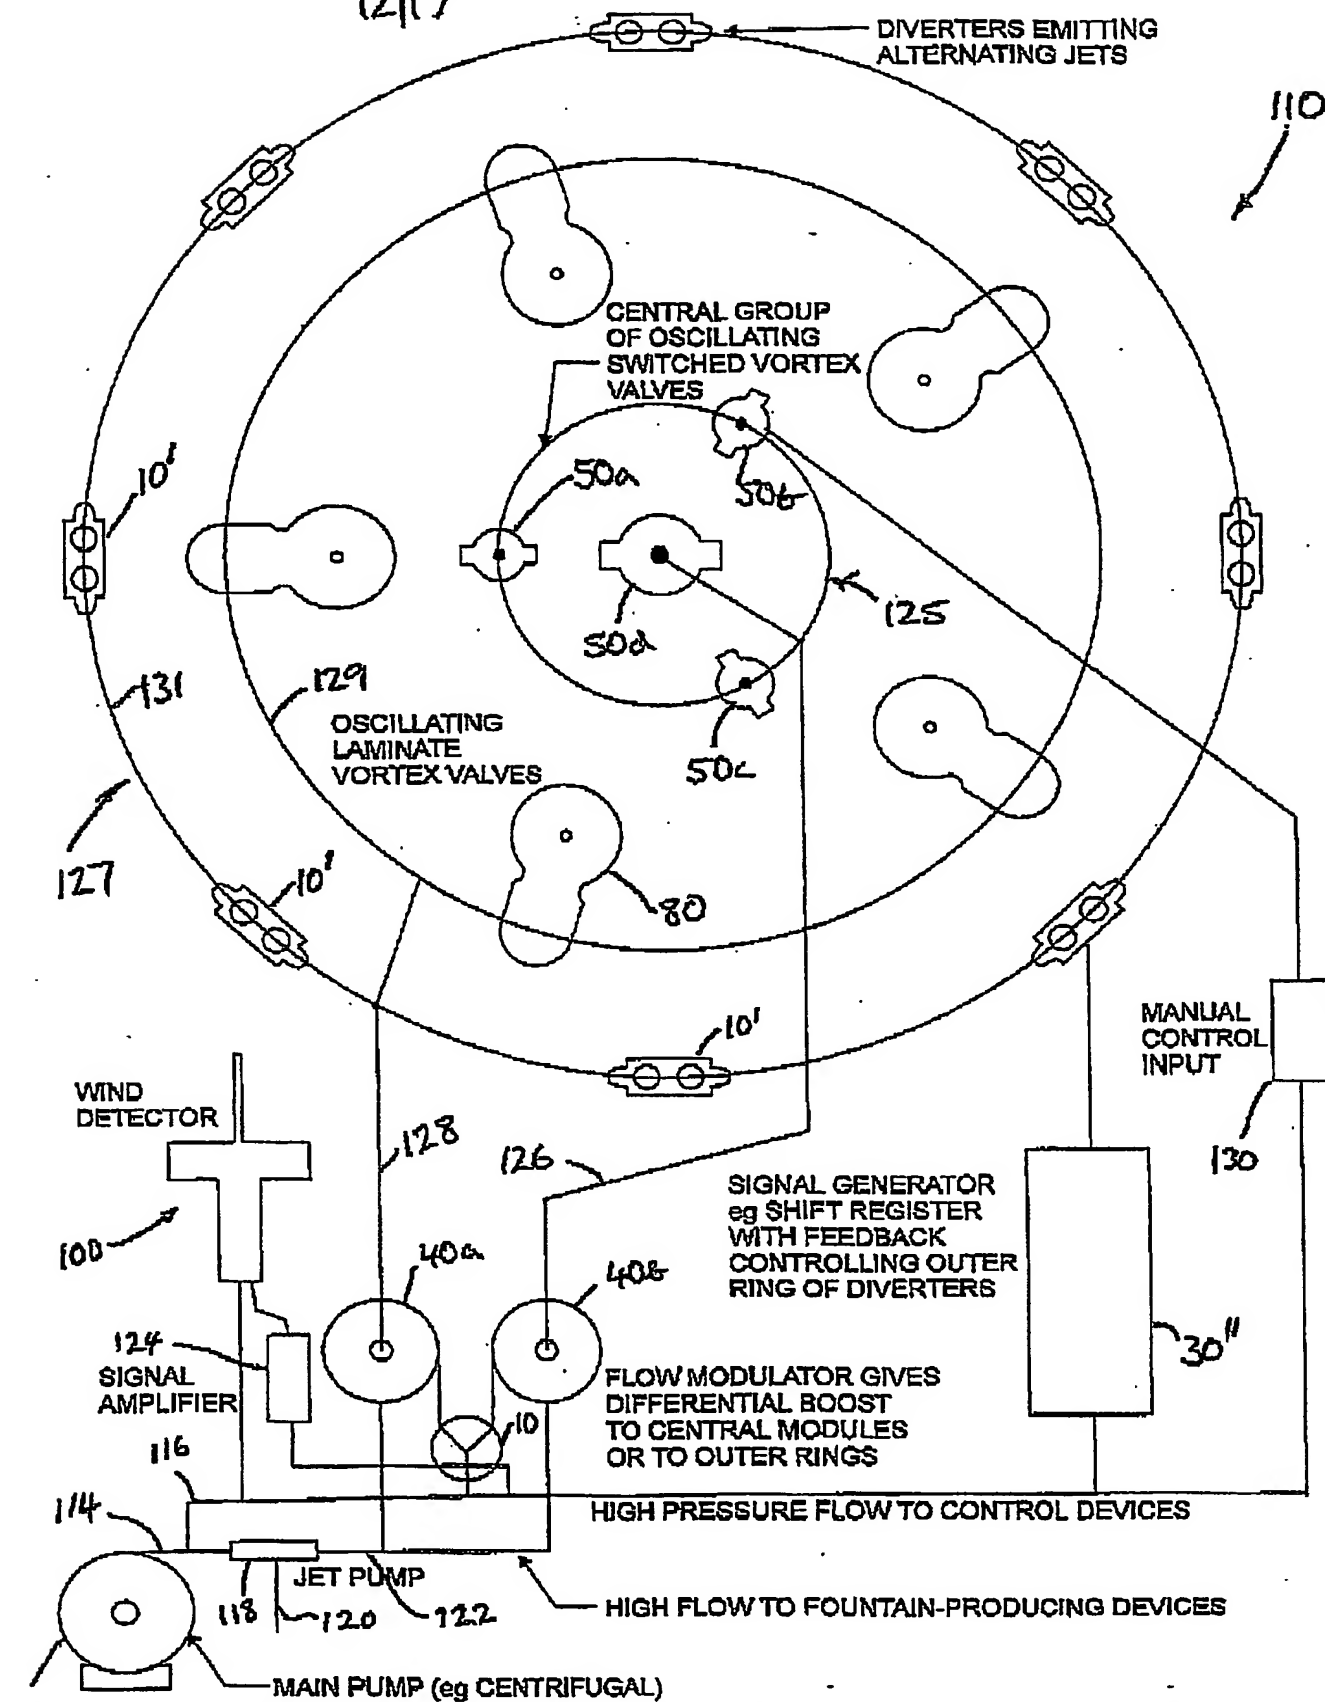 12/17
DIVERTERS EMITTING
ALTERNATING JETS
110
CENTRAL GROUP
OF OSCILLATING
SWITCHED VORTEX
VALVES
10'
50a
50b
125
50d
131
129
OSCILLATING
LAMINATE
VORTEX VALVES
50c
127
10'
80
MANUAL
CONTROL
INPUT
10'
WIND
DETECTOR
128
126
130
SIGNAL GENERATOR
eg SHIFT REGISTER
WITH FEEDBACK
CONTROLLING OUTER
RING OF DIVERTERS
100
40a
40b
124
SIGNAL
AMPLIFIER
30"
FLOW MODULATOR GIVES
DIFFERENTIAL BOOST
TO CENTRAL MODULES
OR TO OUTER RINGS
10
116
114
HIGH PRESSURE FLOW TO CONTROL DEVICES
JET PUMP
118
120
122
HIGH FLOW TO FOUNTAIN-PRODUCING DEVICES
MAIN PUMP (eg CENTRIFUGAL)